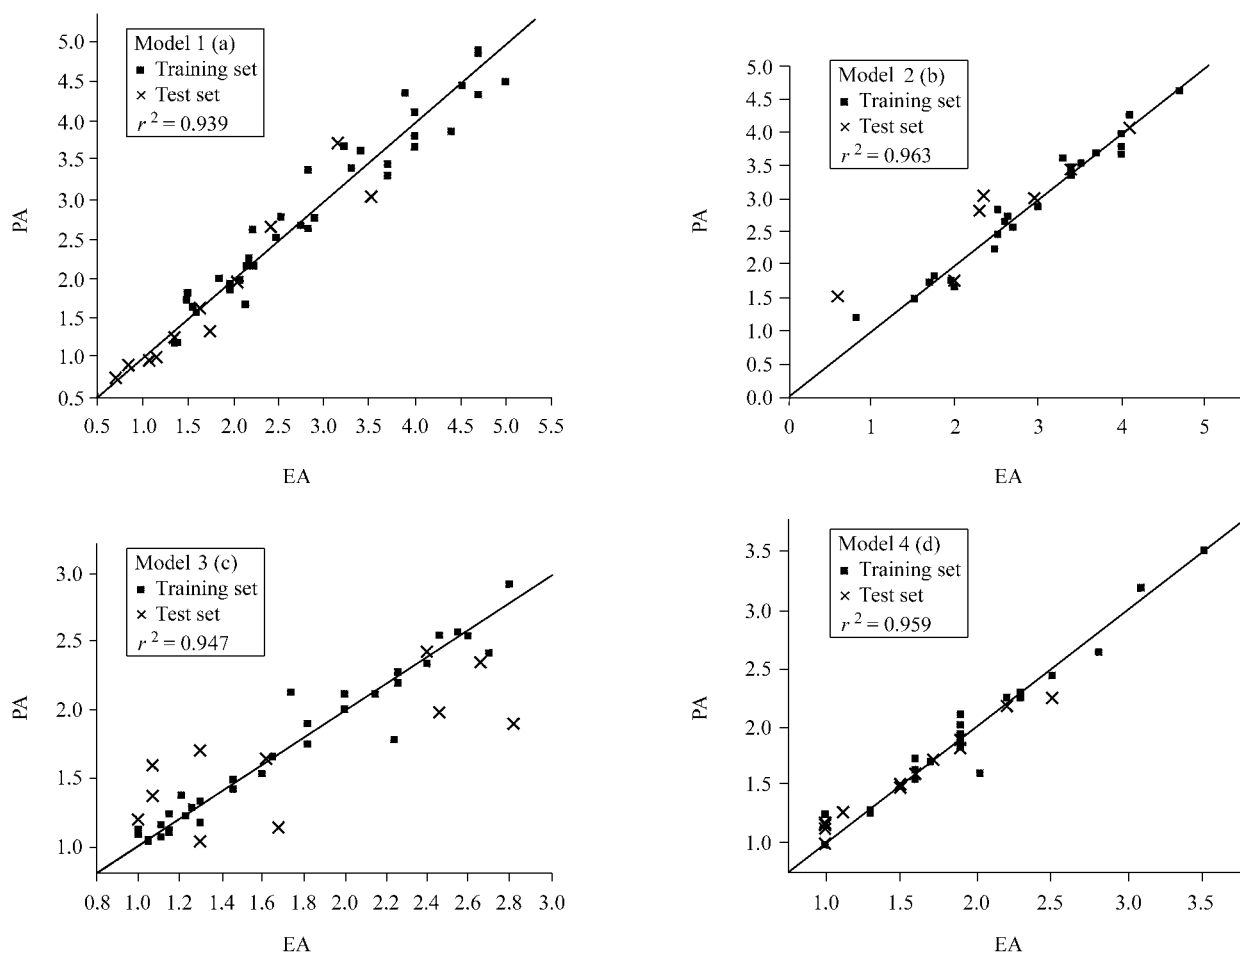 Model 1 (a)
Training set
Test set
r² = 0.939
5.0
4.5
4.0
3.5
3.0
2.5
2.0
1.5
1.0
0.5
PA
0.5 1.0 1.5 2.0 2.5 3.0 3.5 4.0 4.5 5.0 5.5
EA
Model 2 (b)
Training set
Test set
r² = 0.963
5.0
4.5
4.0
3.5
3.0
2.5
2.0
1.5
1.0
0.5
0.0
PA
0 1 2 3 4 5
EA
Model 3 (c)
Training set
Test set
r² = 0.947
3.0
2.5
2.0
1.5
1.0
PA
0.8 1.0 1.2 1.4 1.6 1.8 2.0 2.2 2.4 2.6 2.8 3.0
EA
Model 4 (d)
Training set
Test set
r² = 0.959
3.5
3.0
2.5
2.0
1.5
1.0
PA
1.0 1.5 2.0 2.5 3.0 3.5
EA